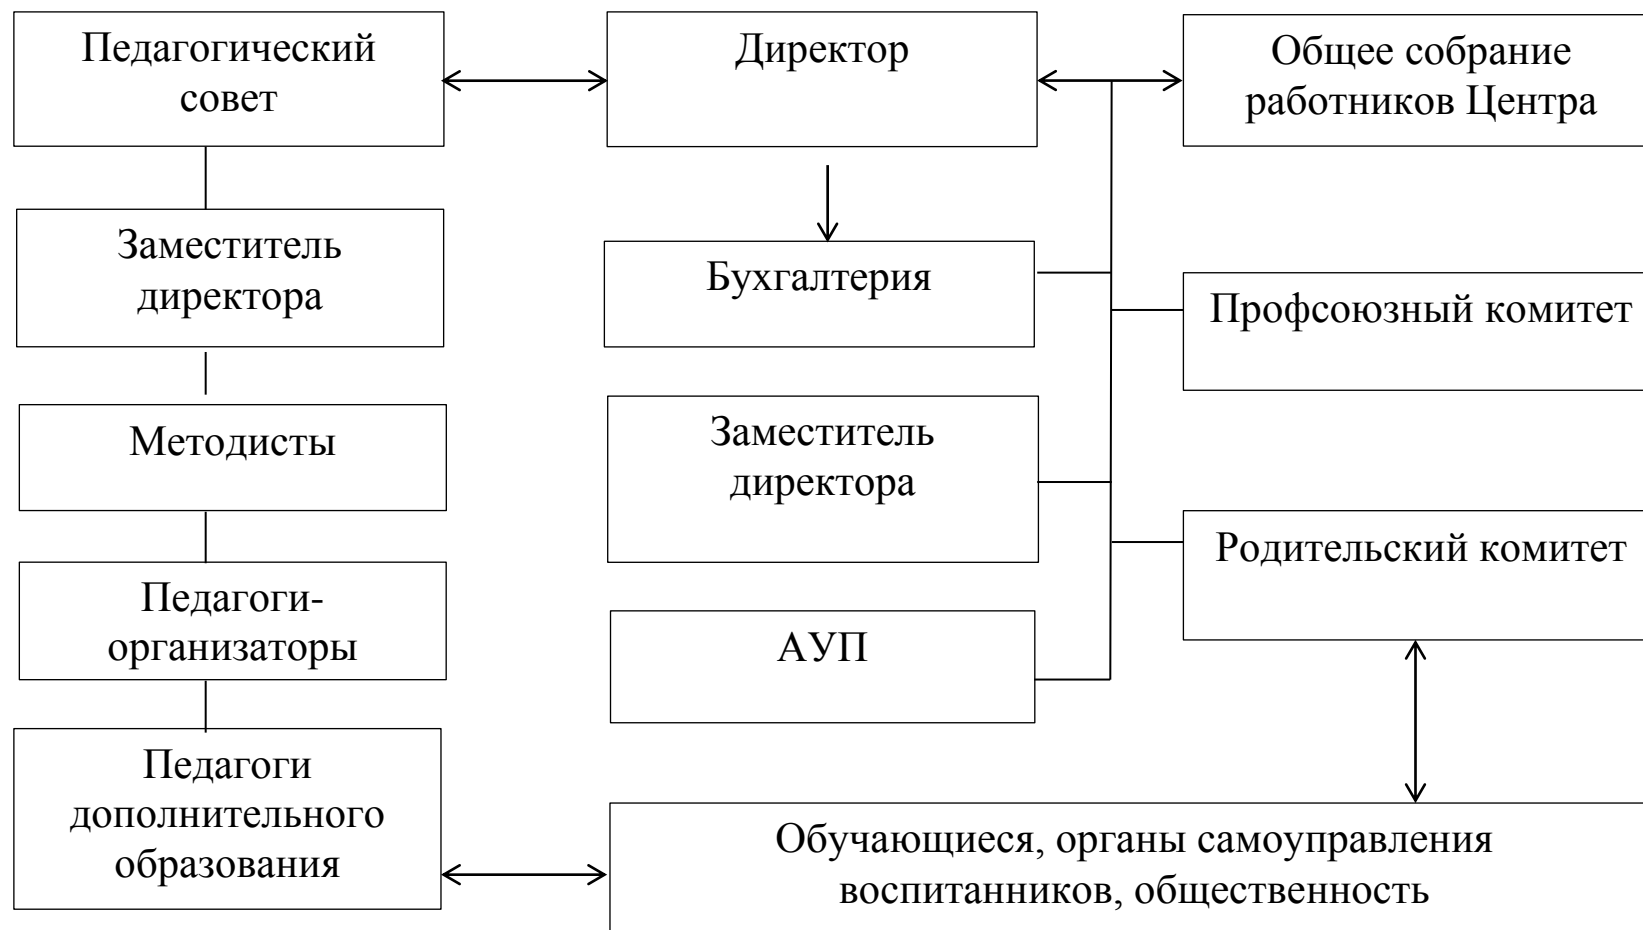 Педагогический
совет
Директор
Общее собрание
работников Центра
Заместитель
директора
Бухгалтерия
Профсоюзный комитет
Методисты
Заместитель
директора
Родительский комитет
Педагоги-
организаторы
АУП
Педагоги
дополнительного
образования
Обучающиеся, органы самоуправления
воспитанников, общественность